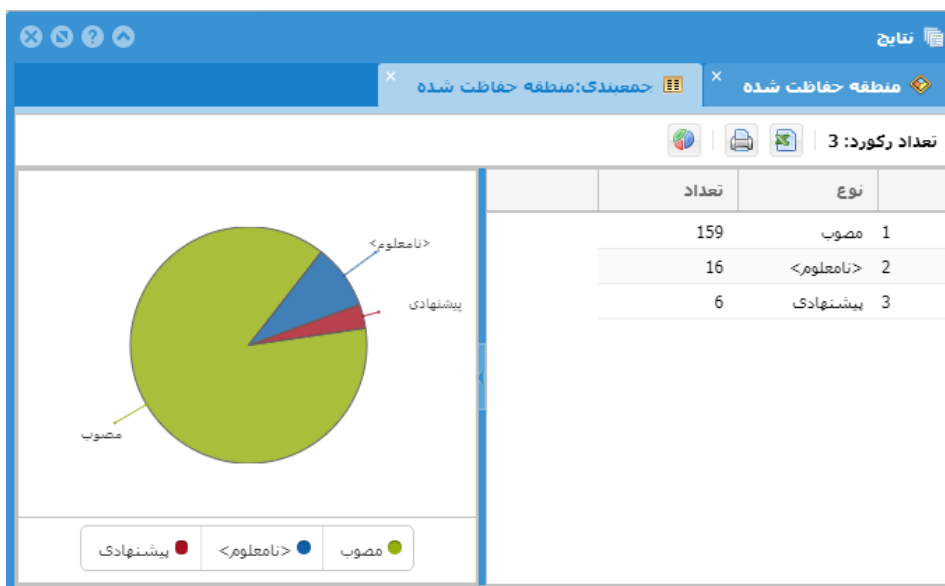 نتایج
منطقه حفاظت شده
جمعبندی:منطقه حفاظت شده
تعداد رکورد: 3
نوع تعداد
1 مصوب 159
2 <نامعلوم> 16
3 پیشنهادی 6
<نامعلوم>
پیشنهادی
مصوب
مصوب <نامعلوم> پیشنهادی